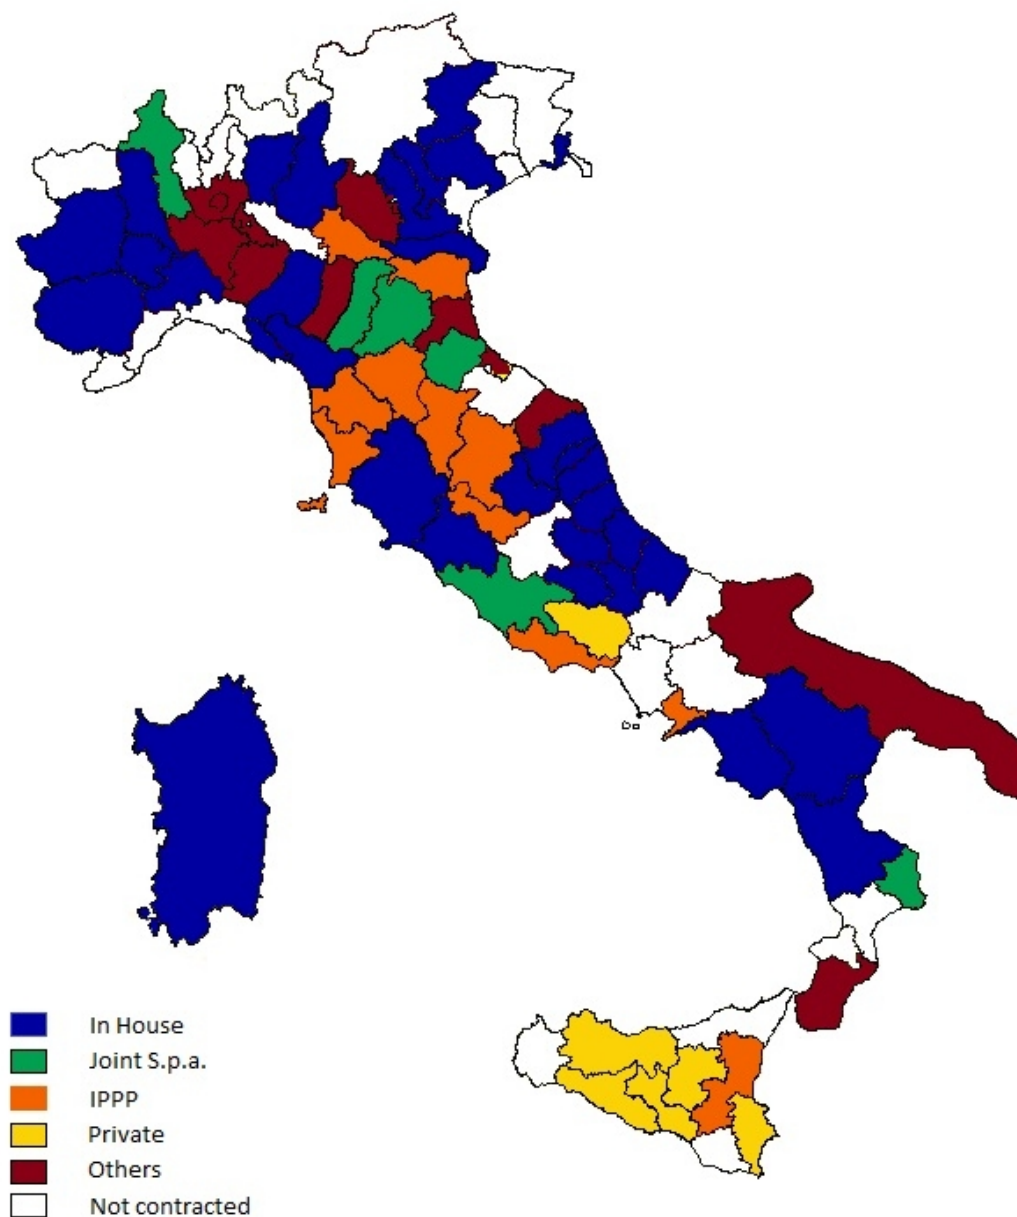 In House
Joint S.p.a.
IPPP
Private
Others
Not contracted